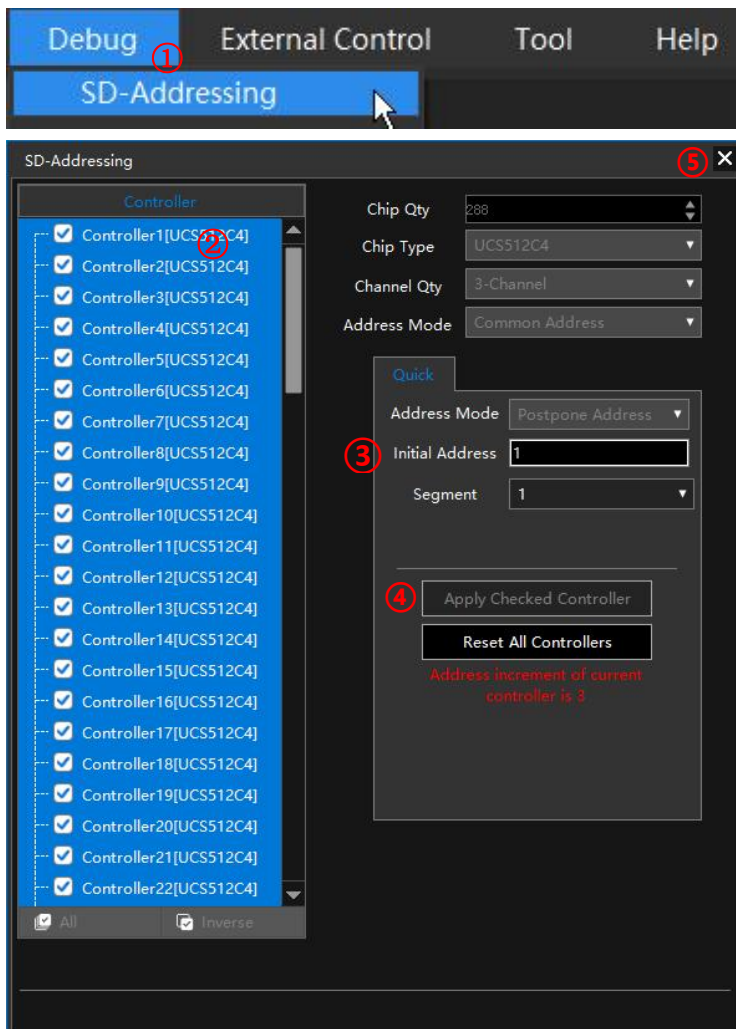 Debug ① External Control Tool Help
SD-Addressing
SD-Addressing ⑤
Controller
Controller1[UCS512C4] ②
Controller2[UCS512C4]
Controller3[UCS512C4]
Controller4[UCS512C4]
Controller5[UCS512C4]
Controller6[UCS512C4]
Controller7[UCS512C4]
Controller8[UCS512C4]
Controller9[UCS512C4]
Controller10[UCS512C4]
Controller11[UCS512C4]
Controller12[UCS512C4]
Controller13[UCS512C4]
Controller14[UCS512C4]
Controller15[UCS512C4]
Controller16[UCS512C4]
Controller17[UCS512C4]
Controller18[UCS512C4]
Controller19[UCS512C4]
Controller20[UCS512C4]
Controller21[UCS512C4]
Controller22[UCS512C4]
All Inverse
Chip Qty 288
Chip Type UCS512C4
Channel Qty 3-Channel
Address Mode Common Address
Quick
Address Mode Postpone Address
③ Initial Address 1
Segment 1
④ Apply Checked Controller
Reset All Controllers
Address increment of current
controller is 3